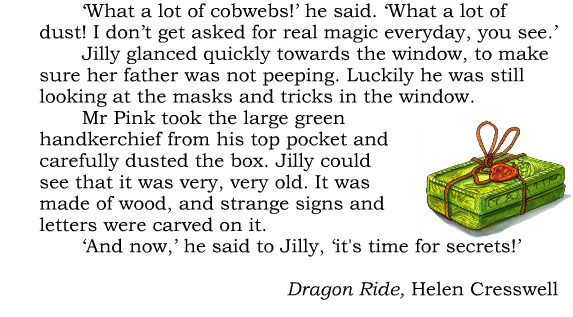 ‘What a lot of cobwebs!’ he said. ‘What a lot of
dust! I don’t get asked for real magic everyday, you see.’
Jilly glanced quickly towards the window, to make
sure her father was not peeping. Luckily he was still
looking at the masks and tricks in the window.
Mr Pink took the large green
handkerchief from his top pocket and
carefully dusted the box. Jilly could
see that it was very, very old. It was
made of wood, and strange signs and
letters were carved on it.
‘And now,’ he said to Jilly, ‘it's time for secrets!’
Dragon Ride, Helen Cresswell